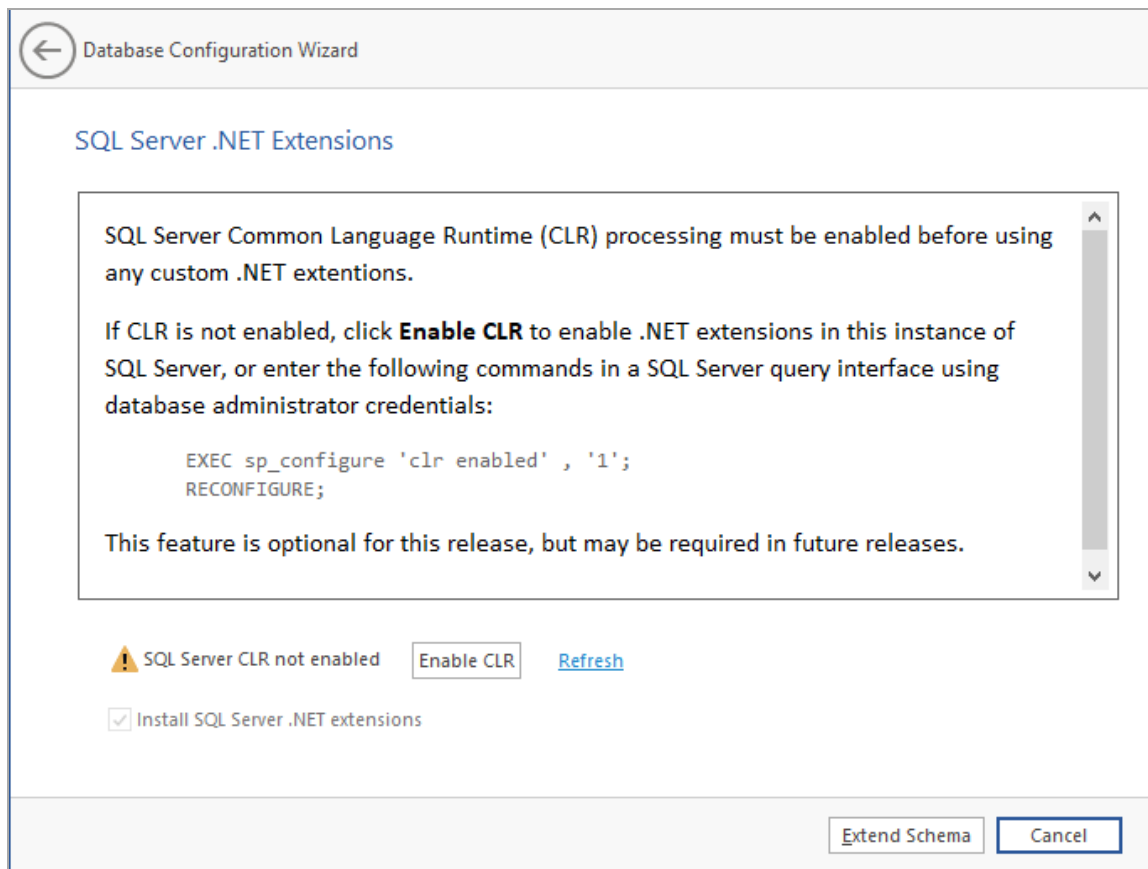 Database Configuration Wizard
SQL Server .NET Extensions
SQL Server Common Language Runtime (CLR) processing must be enabled before using
any custom .NET extentions.
If CLR is not enabled, click Enable CLR to enable .NET extensions in this instance of
SQL Server, or enter the following commands in a SQL Server query interface using
database administrator credentials:
EXEC sp_configure 'clr enabled' , '1';
RECONFIGURE;
This feature is optional for this release, but may be required in future releases.
SQL Server CLR not enabled Enable CLR Refresh
Install SQL Server .NET extensions
Extend Schema Cancel